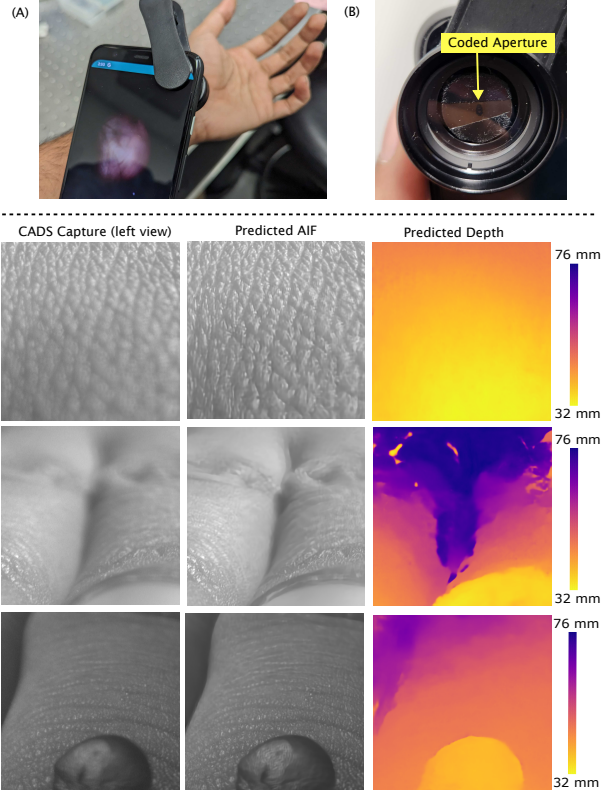 (A)
(B)
Coded Aperture
CADS Capture (left view)
Predicted AIF
Predicted Depth
76 mm
32 mm
76 mm
32 mm
76 mm
32 mm